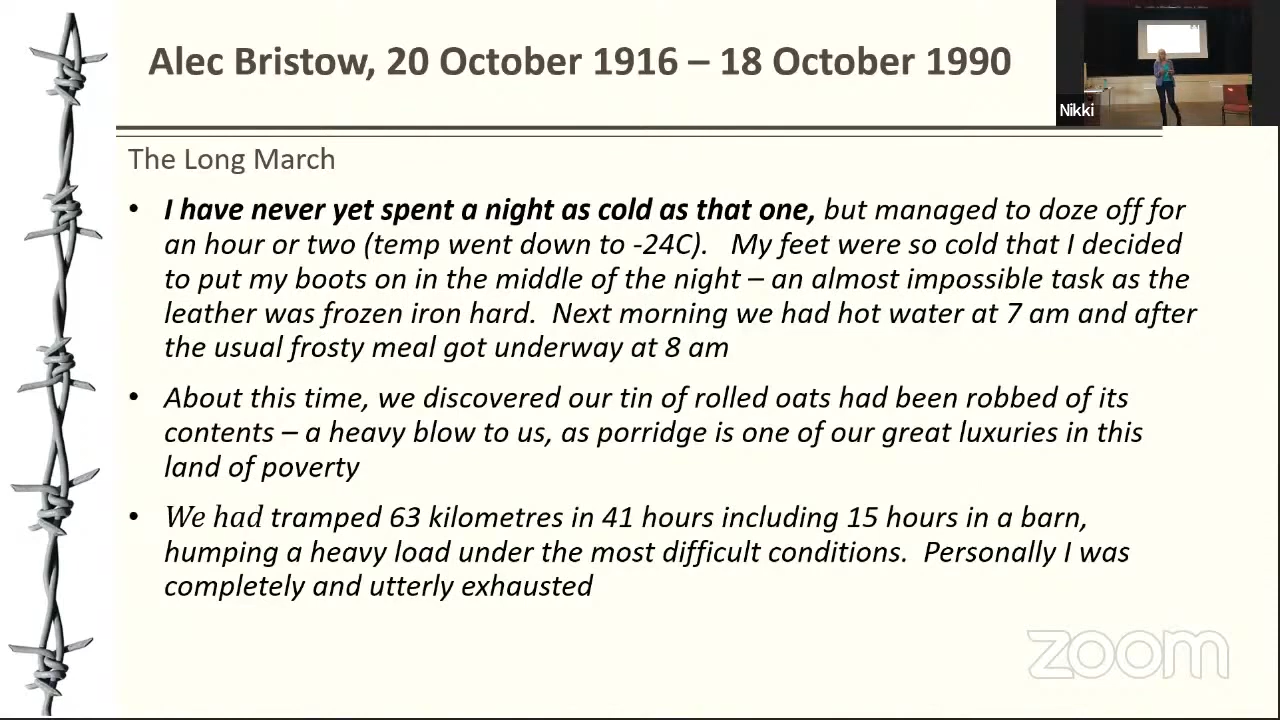 Alec Bristow, 20 October 1916 – 18 October 1990
Nikki
The Long March
• I have never yet spent a night as cold as that one, but managed to doze off for
an hour or two (temp went down to -24C).   My feet were so cold that I decided
to put my boots on in the middle of the night – an almost impossible task as the
leather was frozen iron hard.  Next morning we had hot water at 7 am and after
the usual frosty meal got underway at 8 am
• About this time, we discovered our tin of rolled oats had been robbed of its
contents – a heavy blow to us, as porridge is one of our great luxuries in this
land of poverty
• We had tramped 63 kilometres in 41 hours including 15 hours in a barn,
humping a heavy load under the most difficult conditions.  Personally I was
completely and utterly exhausted
zoom